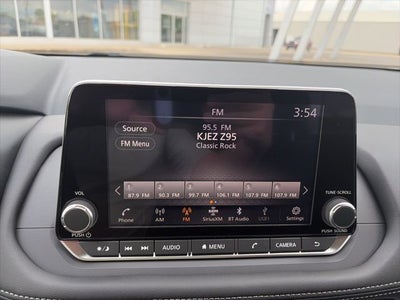 FM
3:54
Source
95.5 FM
KJEZ Z95
FM Menu
Classic Rock
1 2 3 4 5 6
87.9 FM 90.3 FM 99.7 FM 106.1 FM 107.9 FM 107.9 FM
VOL
TUNE·SCROLL
Phone AM FM SiriusXM BT Audio USB1 Settings
PUSH
PUSH SOUND
AUDIO MENU CAMERA